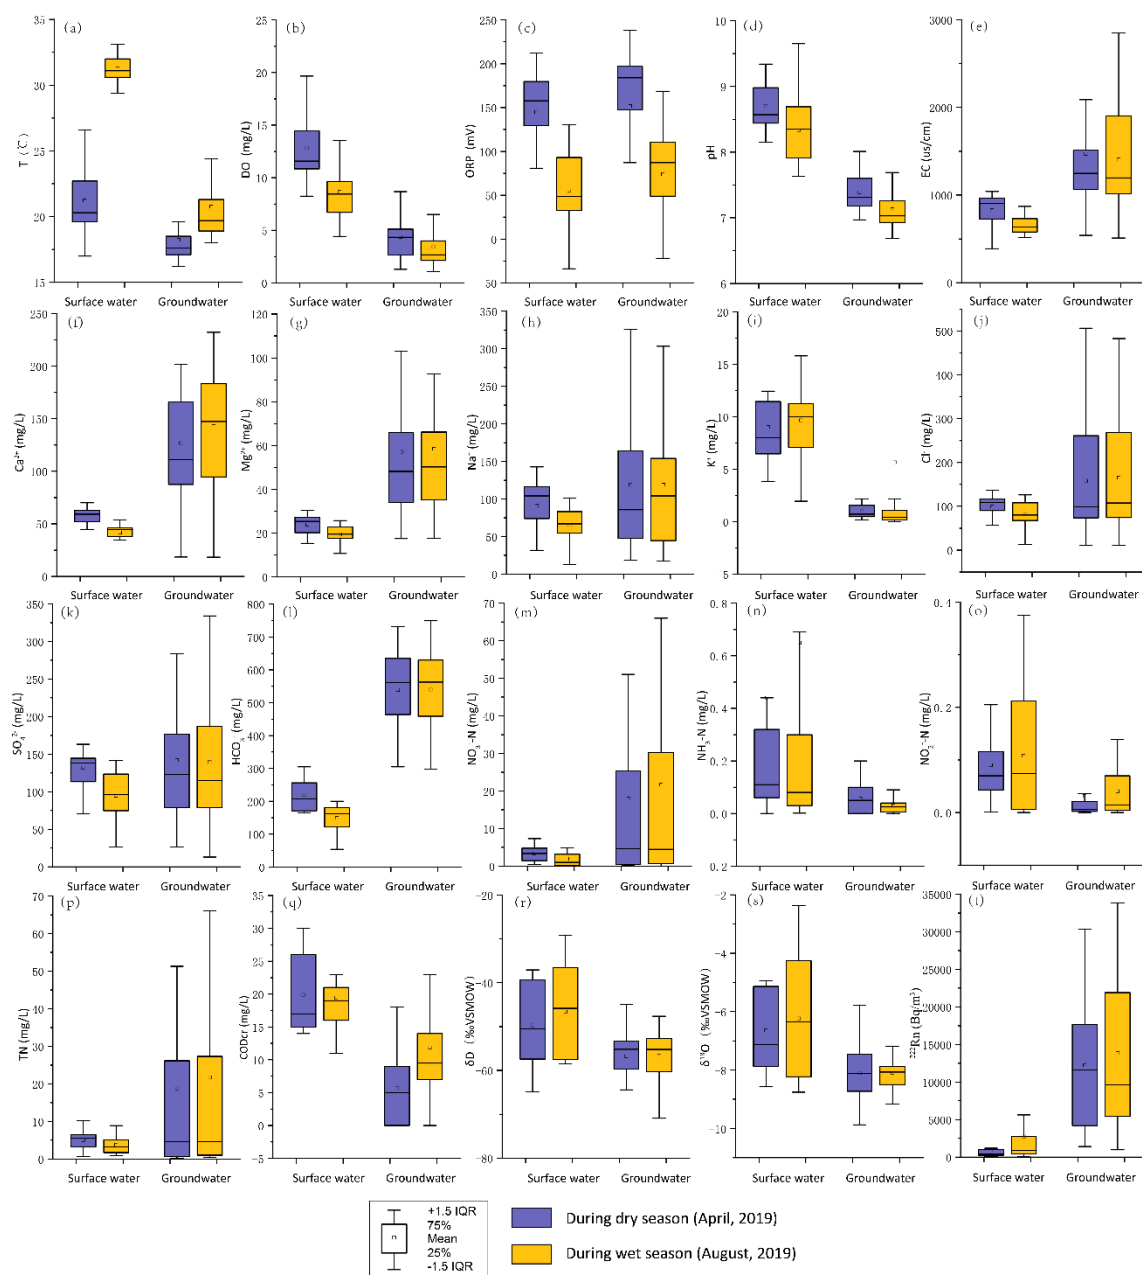 (a)
T (℃)
35
30
25
20
15
Surface water Groundwater
(b)
DO (mg/L)
25
20
15
10
5
0
Surface water Groundwater
(c)
ORP (mV)
250
200
150
100
50
0
50
Surface water Groundwater
(d)
pH
10
9
8
7
6
Surface water Groundwater
(e)
EC (us/cm)
3000
2000
1000
0
Surface water Groundwater
(f)
Ca²⁺ (mg/L)
250
200
150
100
50
0
Surface water Groundwater
(g)
Mg²⁺ (mg/L)
120
100
80
60
40
20
0
Surface water Groundwater
(h)
Na⁺ (mg/L)
350
300
250
200
150
100
50
0
Surface water Groundwater
(i)
K⁺ (mg/L)
20
15
10
5
0
5
Surface water Groundwater
(j)
Cl⁻ (mg/L)
500
400
300
200
100
0
Surface water Groundwater
(k)
SO₄²⁻ (mg/L)
350
300
250
200
150
100
50
0
Surface water Groundwater
(l)
HCO₃⁻ (mg/L)
800
700
600
500
400
300
200
150
100
0
Surface water Groundwater
(m)
NO₃⁻-N (mg/L)
70
60
50
40
30
20
10
0
Surface water Groundwater
(n)
NH₃-N (mg/L)
0.8
0.6
0.4
0.2
0.0
0.2
Surface water Groundwater
(o)
NO₂⁻-N (mg/L)
0.1
0.2
0.0
Surface water Groundwater
(p)
TN (mg/L)
70
60
50
40
30
20
10
0
Surface water Groundwater
(q)
CODcr (mg/L)
35
30
25
20
15
10
5
0
-5
Surface water Groundwater
(r)
δD (‰VSMOW)
-20
-40
-60
-80
Surface water Groundwater
(s)
δ¹⁸O (‰VSMOW)
-2
-4
-6
-8
-10
Surface water Groundwater
(t)
²²²Rn (Bq/m³)
35000
30000
25000
20000
15000
10000
5000
0
Surface water Groundwater
+1.5 IQR
75%
Mean
25%
-1.5 IQR
During dry season (April, 2019)
During wet season (August, 2019)